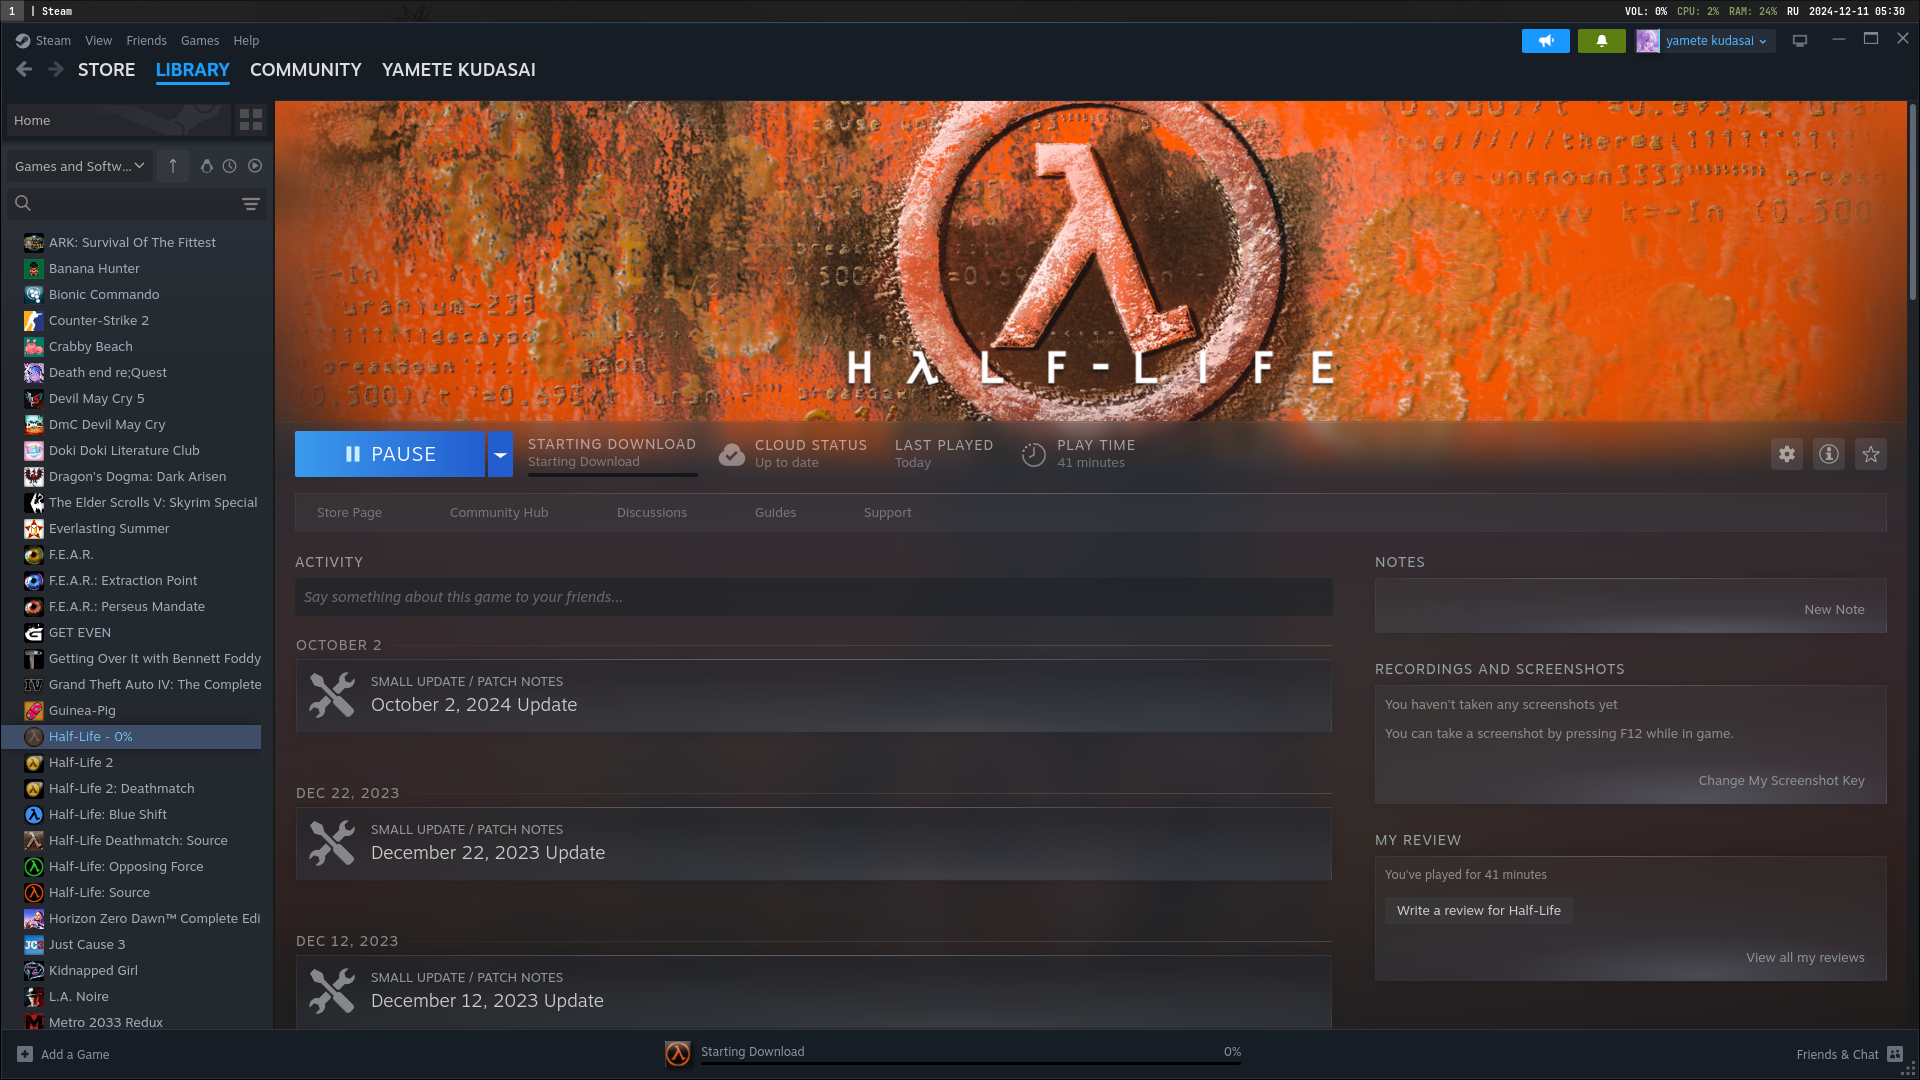 1 | Steam
VOL: 0% CPU: 2% RAM: 24% RU 2024-12-11 05:30
Steam View Friends Games Help
yamete kudasai
STORE LIBRARY COMMUNITY YAMETE KUDASAI
Home
Games and Softw...
ARK: Survival Of The Fittest
Banana Hunter
Bionic Commando
Counter-Strike 2
Crabby Beach
Death end re;Quest
Devil May Cry 5
DmC Devil May Cry
Doki Doki Literature Club
Dragon's Dogma: Dark Arisen
The Elder Scrolls V: Skyrim Special
Everlasting Summer
F.E.A.R.
F.E.A.R.: Extraction Point
F.E.A.R.: Perseus Mandate
GET EVEN
Getting Over It with Bennett Foddy
Grand Theft Auto IV: The Complete
Guinea-Pig
Half-Life - 0%
Half-Life 2
Half-Life 2: Deathmatch
Half-Life: Blue Shift
Half-Life Deathmatch: Source
Half-Life: Opposing Force
Half-Life: Source
Horizon Zero Dawn™ Complete Edi
Just Cause 3
Kidnapped Girl
L.A. Noire
Metro 2033 Redux
HλLF-LIFE
PAUSE
STARTING DOWNLOAD
Starting Download
CLOUD STATUS
Up to date
LAST PLAYED
Today
PLAY TIME
41 minutes
Store Page Community Hub Discussions Guides Support
ACTIVITY
Say something about this game to your friends...
OCTOBER 2
SMALL UPDATE / PATCH NOTES
October 2, 2024 Update
DEC 22, 2023
SMALL UPDATE / PATCH NOTES
December 22, 2023 Update
DEC 12, 2023
SMALL UPDATE / PATCH NOTES
December 12, 2023 Update
NOTES
New Note
RECORDINGS AND SCREENSHOTS
You haven't taken any screenshots yet
You can take a screenshot by pressing F12 while in game.
Change My Screenshot Key
MY REVIEW
You've played for 41 minutes
Write a review for Half-Life
View all my reviews
Add a Game
Starting Download 0%
Friends & Chat